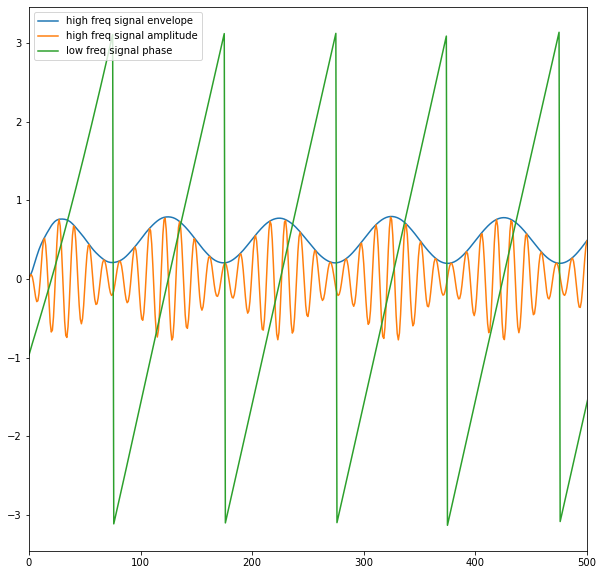 high freq signal envelope
high freq signal amplitude
low freq signal phase
3
2
1
0
−1
−2
−3
0 100 200 300 400 500